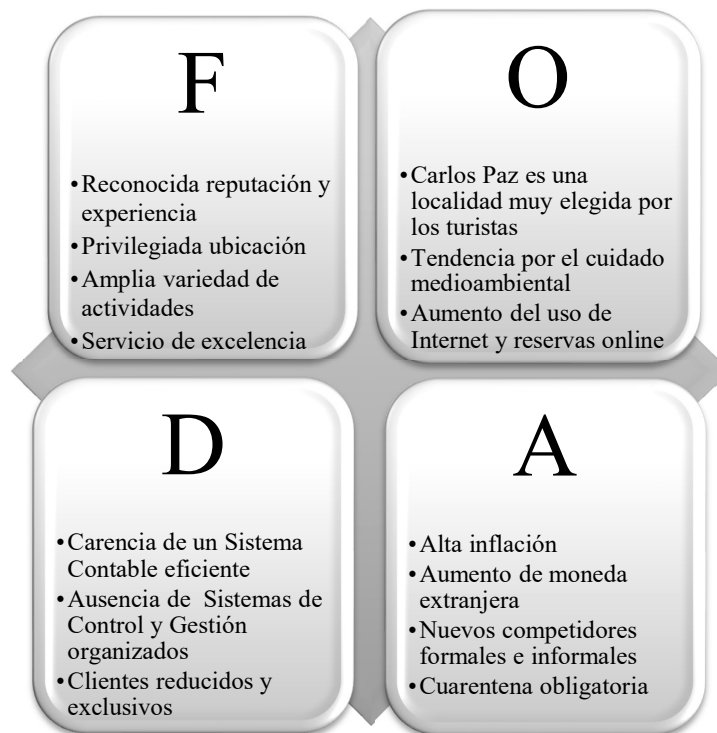 F
• Reconocida reputación y
experiencia
• Privilegiada ubicación
• Amplia variedad de
actividades
• Servicio de excelencia
O
• Carlos Paz es una
localidad muy elegida por
los turistas
• Tendencia por el cuidado
medioambiental
• Aumento del uso de
Internet y reservas online
D
• Carencia de un Sistema
Contable eficiente
• Ausencia de Sistemas de
Control y Gestión
organizados
• Clientes reducidos y
exclusivos
A
• Alta inflación
• Aumento de moneda
extranjera
• Nuevos competidores
formales e informales
• Cuarentena obligatoria